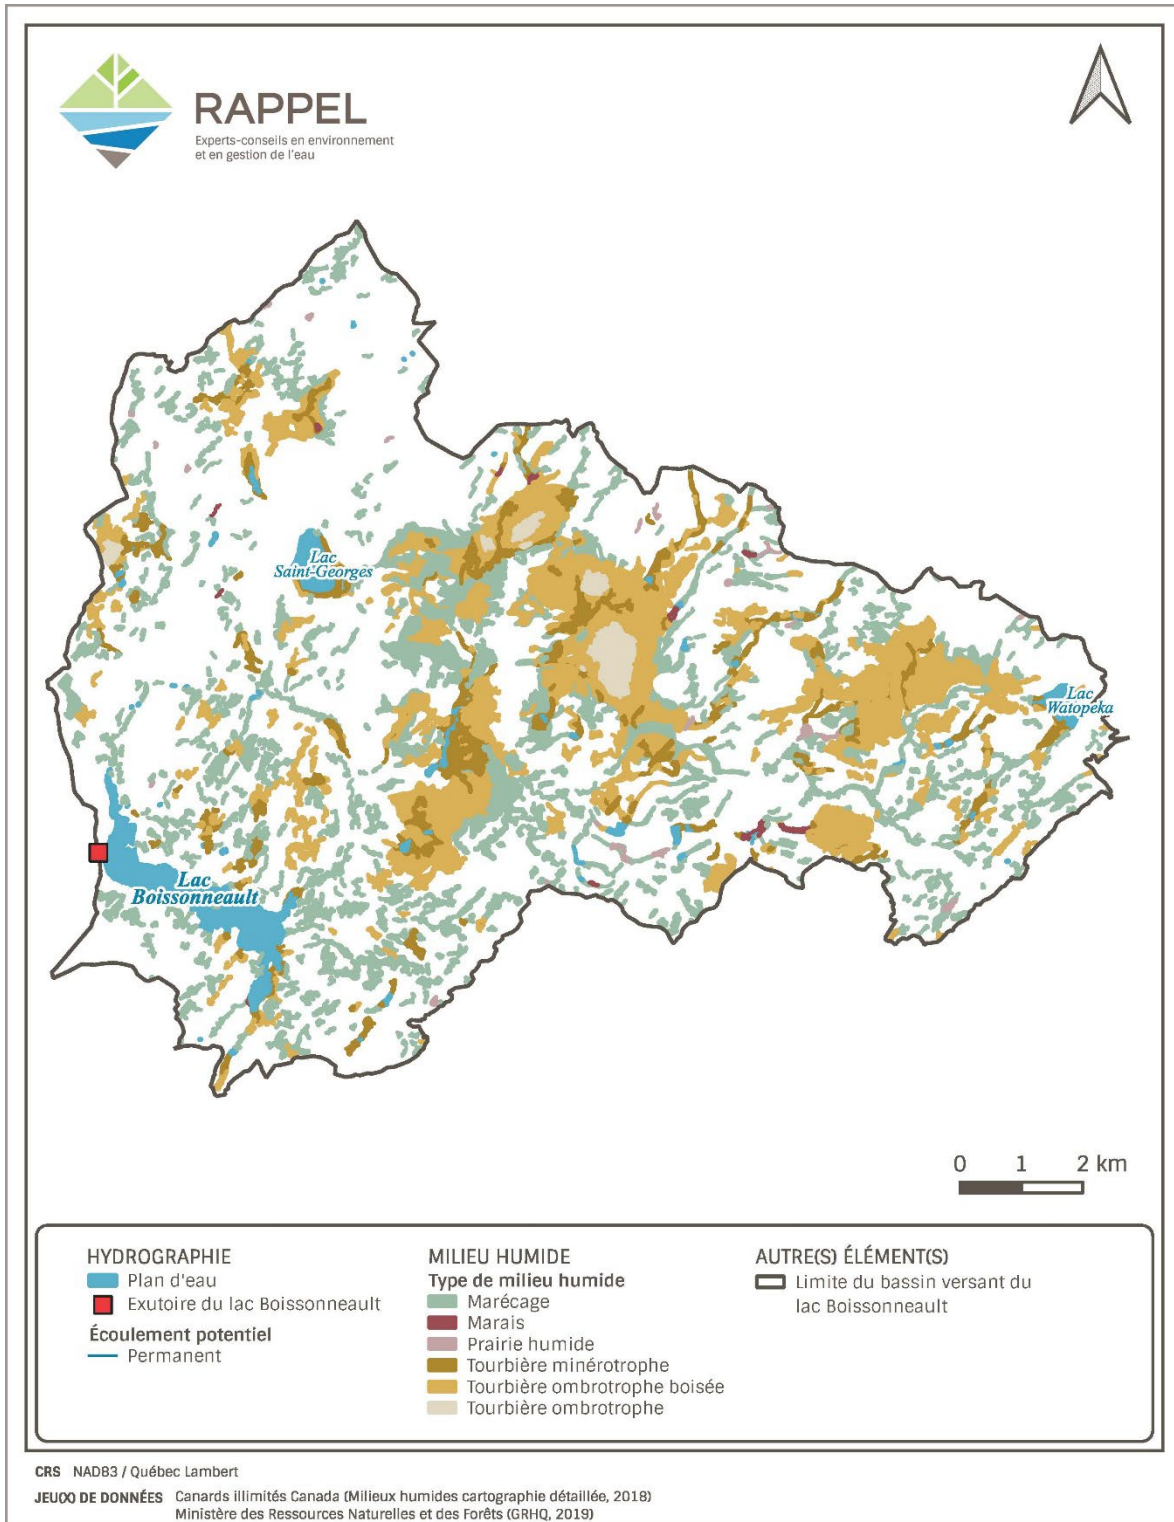 RAPPEL
Experts-conseils en environnement
et en gestion de l'eau
Lac
Saint-Georges
Lac
Watopeka
Lac
Boissonneault
0 1 2 km
HYDROGRAPHIE
Plan d'eau
Exutoire du lac Boissonneault
Écoulement potentiel
Permanent
MILIEU HUMIDE
Type de milieu humide
Marécage
Marais
Prairie humide
Tourbière minérotrophe
Tourbière ombrotrophe boisée
Tourbière ombrotrophe
AUTRE(S) ÉLÉMENT(S)
Limite du bassin versant du
lac Boissonneault
CRS NAD83 / Québec Lambert
JEU(X) DE DONNÉES Canards illimités Canada (Milieux humides cartographie détaillée, 2018)
Ministère des Ressources Naturelles et des Forêts (GRHQ, 2019)